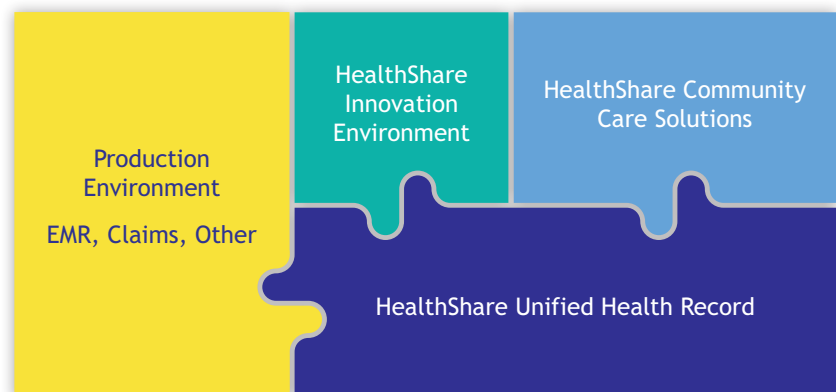 Production
Environment
EMR, Claims, Other
HealthShare
Innovation
Environment
HealthShare Community
Care Solutions
HealthShare Unified Health Record